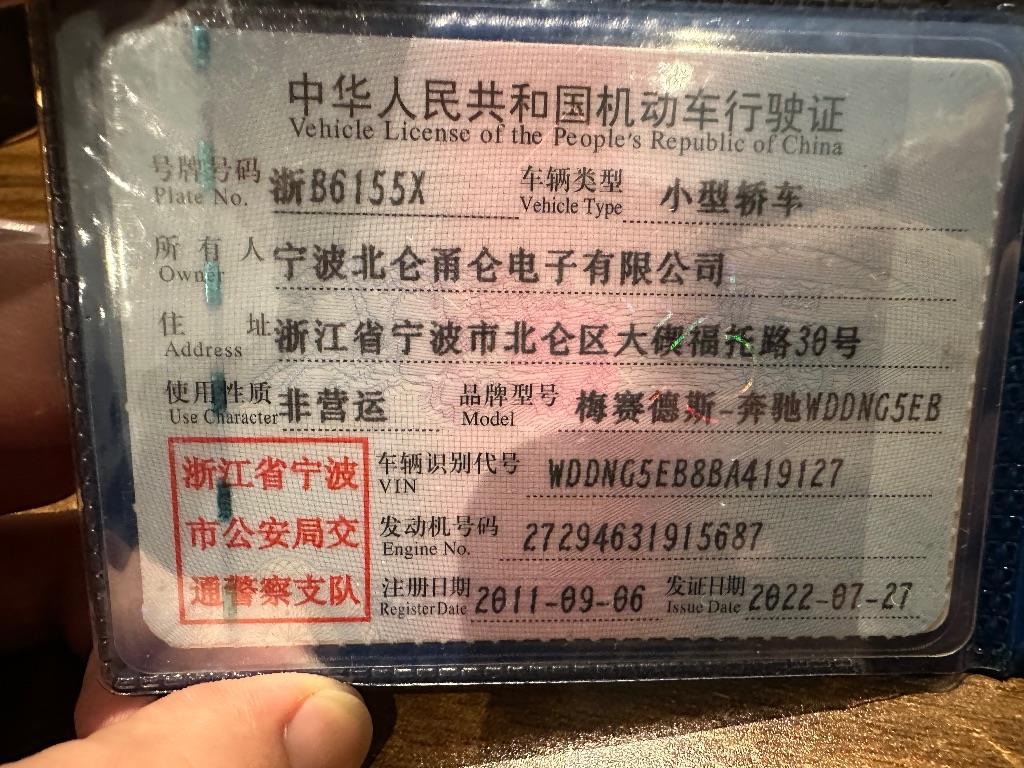 中华人民共和国机动车行驶证
Vehicle License of the People's Republic of China
号牌号码 浙B6155X 车辆类型 小型轿车
Plate No. Vehicle Type
所有人 宁波北仑甬仑电子有限公司
Owner
住址 浙江省宁波市北仑区大碶福托路30号
Address
使用性质 非营运 品牌型号 梅赛德斯-奔驰WDDNG5EB
Use Character Model
浙江省宁波
市公安局交
通警察支队
车辆识别代号 WDDNG5EB8BA419127
VIN
发动机号码 27294631915687
Engine No.
注册日期 2011-09-06 发证日期 2022-07-27
Register Date Issue Date